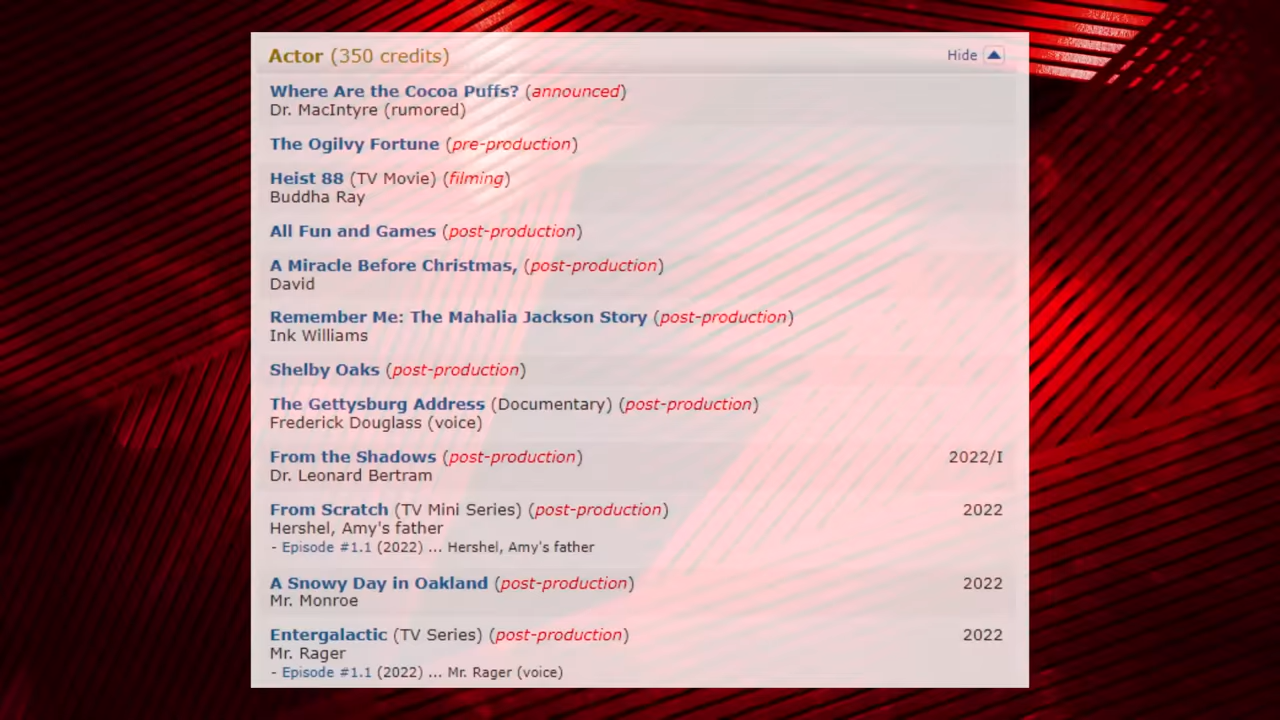 Actor (350 credits) Hide
Where Are the Cocoa Puffs? (announced)
Dr. MacIntyre (rumored)
The Ogilvy Fortune (pre-production)
Heist 88 (TV Movie) (filming)
Buddha Ray
All Fun and Games (post-production)
A Miracle Before Christmas, (post-production)
David
Remember Me: The Mahalia Jackson Story (post-production)
Ink Williams
Shelby Oaks (post-production)
The Gettysburg Address (Documentary) (post-production)
Frederick Douglass (voice)
From the Shadows (post-production) 2022/I
Dr. Leonard Bertram
From Scratch (TV Mini Series) (post-production) 2022
Hershel, Amy's father
- Episode #1.1 (2022) ... Hershel, Amy's father
A Snowy Day in Oakland (post-production) 2022
Mr. Monroe
Entergalactic (TV Series) (post-production) 2022
Mr. Rager
- Episode #1.1 (2022) ... Mr. Rager (voice)